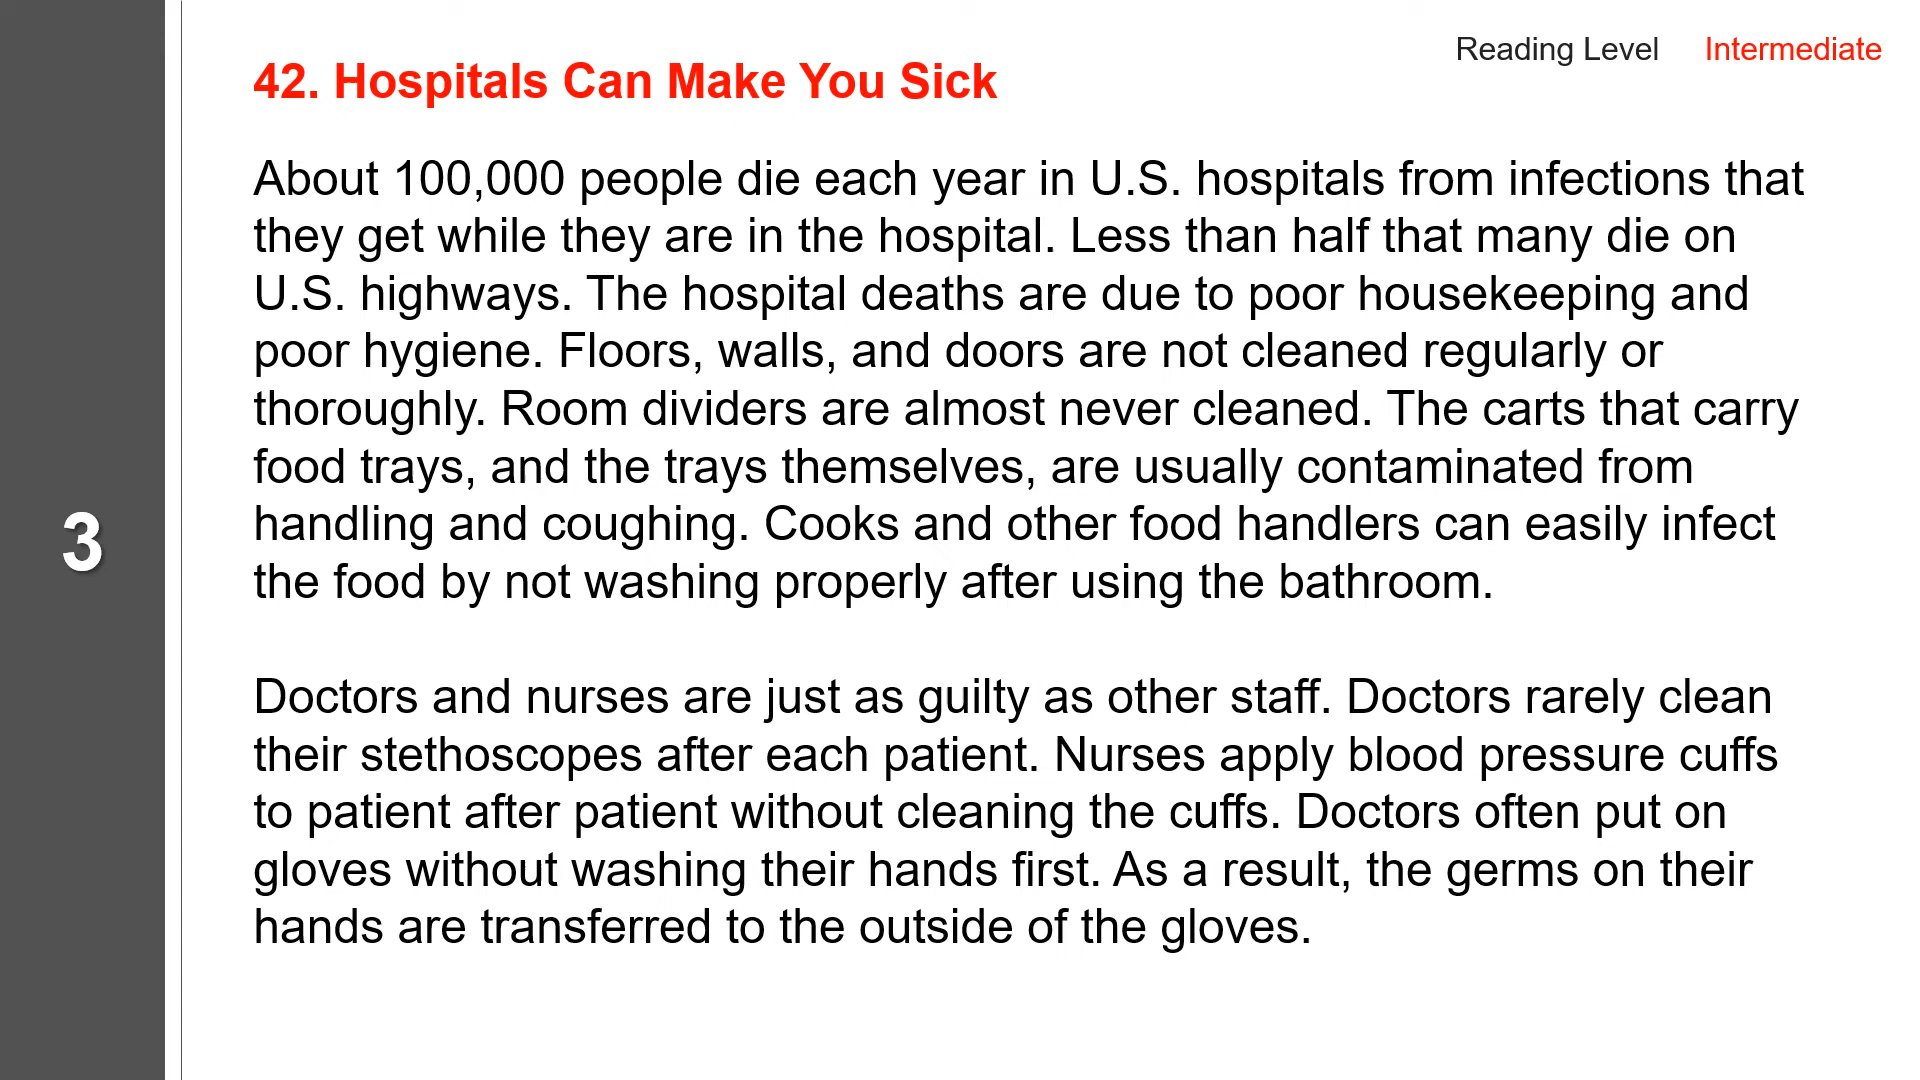 Reading Level Intermediate
42. Hospitals Can Make You Sick
About 100,000 people die each year in U.S. hospitals from infections that
they get while they are in the hospital. Less than half that many die on
U.S. highways. The hospital deaths are due to poor housekeeping and
poor hygiene. Floors, walls, and doors are not cleaned regularly or
thoroughly. Room dividers are almost never cleaned. The carts that carry
food trays, and the trays themselves, are usually contaminated from
handling and coughing. Cooks and other food handlers can easily infect
the food by not washing properly after using the bathroom.
Doctors and nurses are just as guilty as other staff. Doctors rarely clean
their stethoscopes after each patient. Nurses apply blood pressure cuffs
to patient after patient without cleaning the cuffs. Doctors often put on
gloves without washing their hands first. As a result, the germs on their
hands are transferred to the outside of the gloves.
3